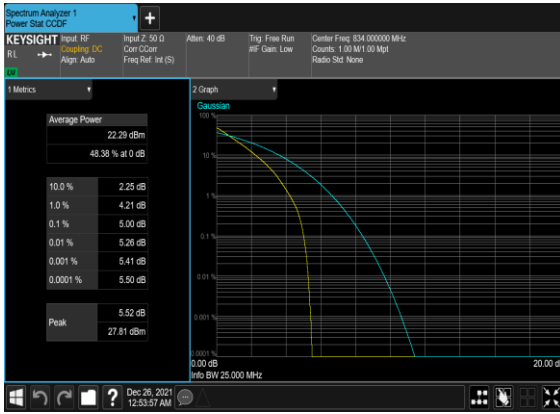 Spectrum Analyzer 1
Power Stat CCDF
+
KEYSIGHT
RL
LXI
Input: RF
Coupling: DC
Align: Auto
Input Z: 50 Ω
Corr CCorr
Freq Ref: Int (S)
Atten: 40 dB
Trig: Free Run
#IF Gain: Low
Center Freq: 834.000000 MHz
Counts: 1.00 M/1.00 Mpt
Radio Std: None
1 Metrics
Average Power
22.29 dBm
48.38 % at 0 dB
10.0 % 2.25 dB
1.0 % 4.21 dB
0.1 % 5.00 dB
0.01 % 5.26 dB
0.001 % 5.41 dB
0.0001 % 5.50 dB
Peak
5.52 dB
27.81 dBm
2 Graph
Gaussian
100 %
10 %
1 %
0.1 %
0.01 %
0.001 %
0.0001 %
0.00 dB
20.00 d
Info BW 25.000 MHz
?
Dec 26, 2021
12:53:57 AM